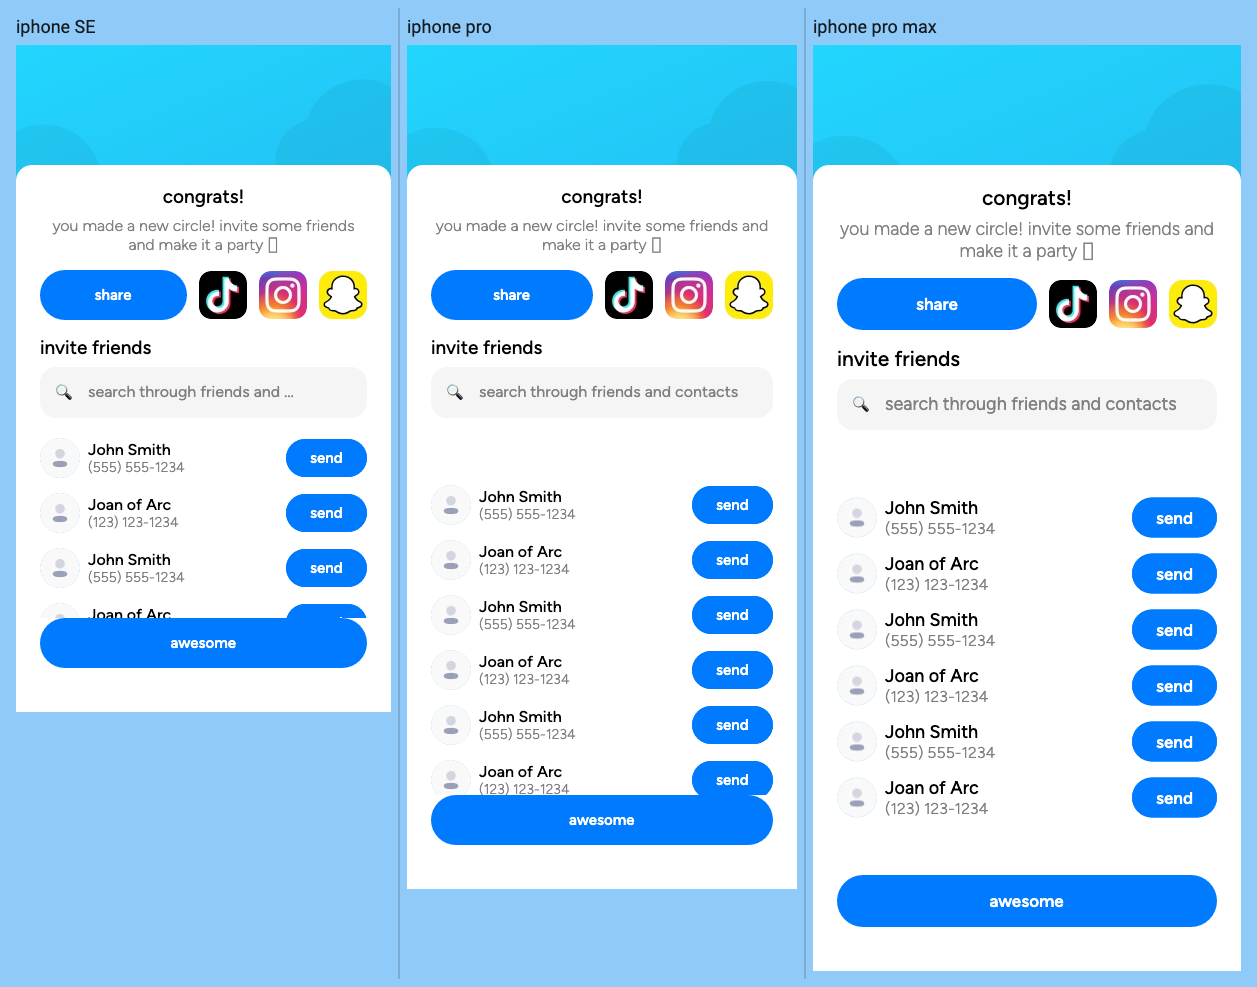 iphone SE
congrats!
you made a new circle! invite some friends
and make it a party
share
invite friends
search through friends and ...
John Smith
(555) 555-1234
send
Joan of Arc
(123) 123-1234
send
John Smith
(555) 555-1234
send
Joan of Arc
awesome
iphone pro
congrats!
you made a new circle! invite some friends and
make it a party
share
invite friends
search through friends and contacts
John Smith
(555) 555-1234
send
Joan of Arc
(123) 123-1234
send
John Smith
(555) 555-1234
send
Joan of Arc
(123) 123-1234
send
John Smith
(555) 555-1234
send
Joan of Arc
(123) 123-1234
send
awesome
iphone pro max
congrats!
you made a new circle! invite some friends and
make it a party
share
invite friends
search through friends and contacts
John Smith
(555) 555-1234
send
Joan of Arc
(123) 123-1234
send
John Smith
(555) 555-1234
send
Joan of Arc
(123) 123-1234
send
John Smith
(555) 555-1234
send
Joan of Arc
(123) 123-1234
send
awesome